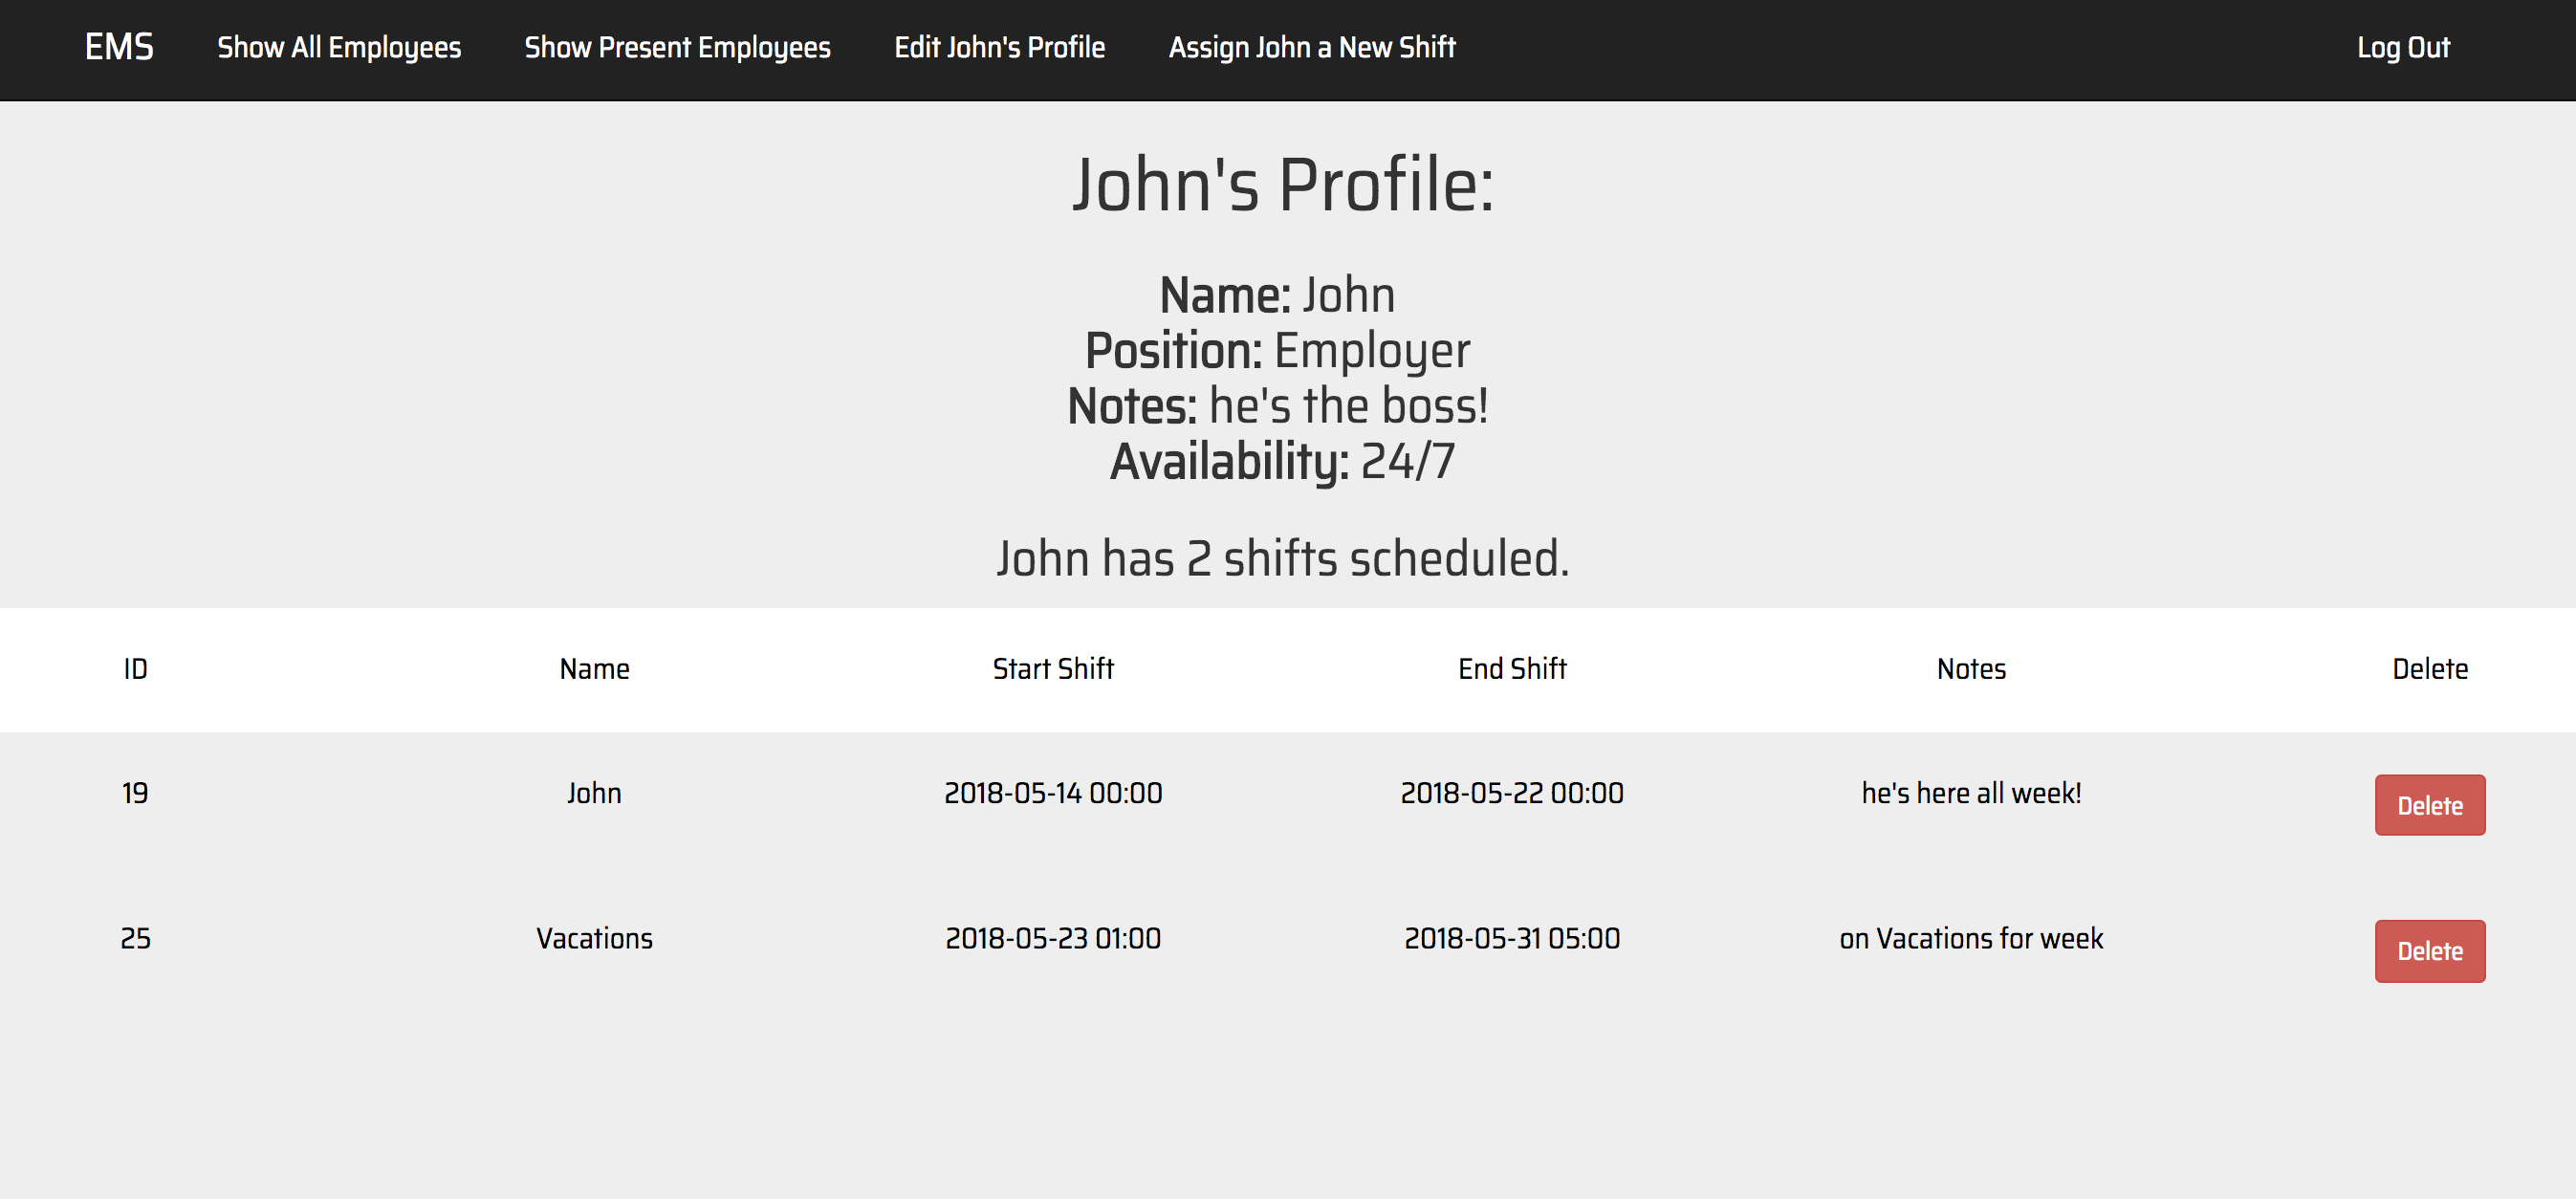 EMS Show All Employees Show Present Employees Edit John's Profile Assign John a New Shift Log Out
John's Profile:
Name: John
Position: Employer
Notes: he's the boss!
Availability: 24/7
John has 2 shifts scheduled.
ID Name Start Shift End Shift Notes Delete
19 John 2018-05-14 00:00 2018-05-22 00:00 he's here all week! Delete
25 Vacations 2018-05-23 01:00 2018-05-31 05:00 on Vacations for week Delete